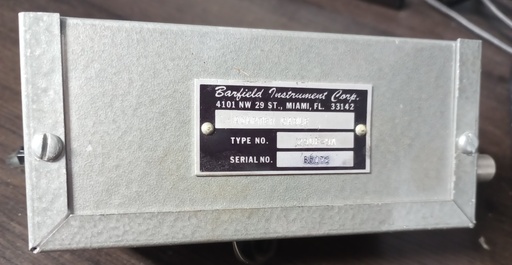 Barfield Instrument Corp.
4101 NW 29 ST., MIAMI, FL. 33142
TYPE NO.
SERIAL NO.